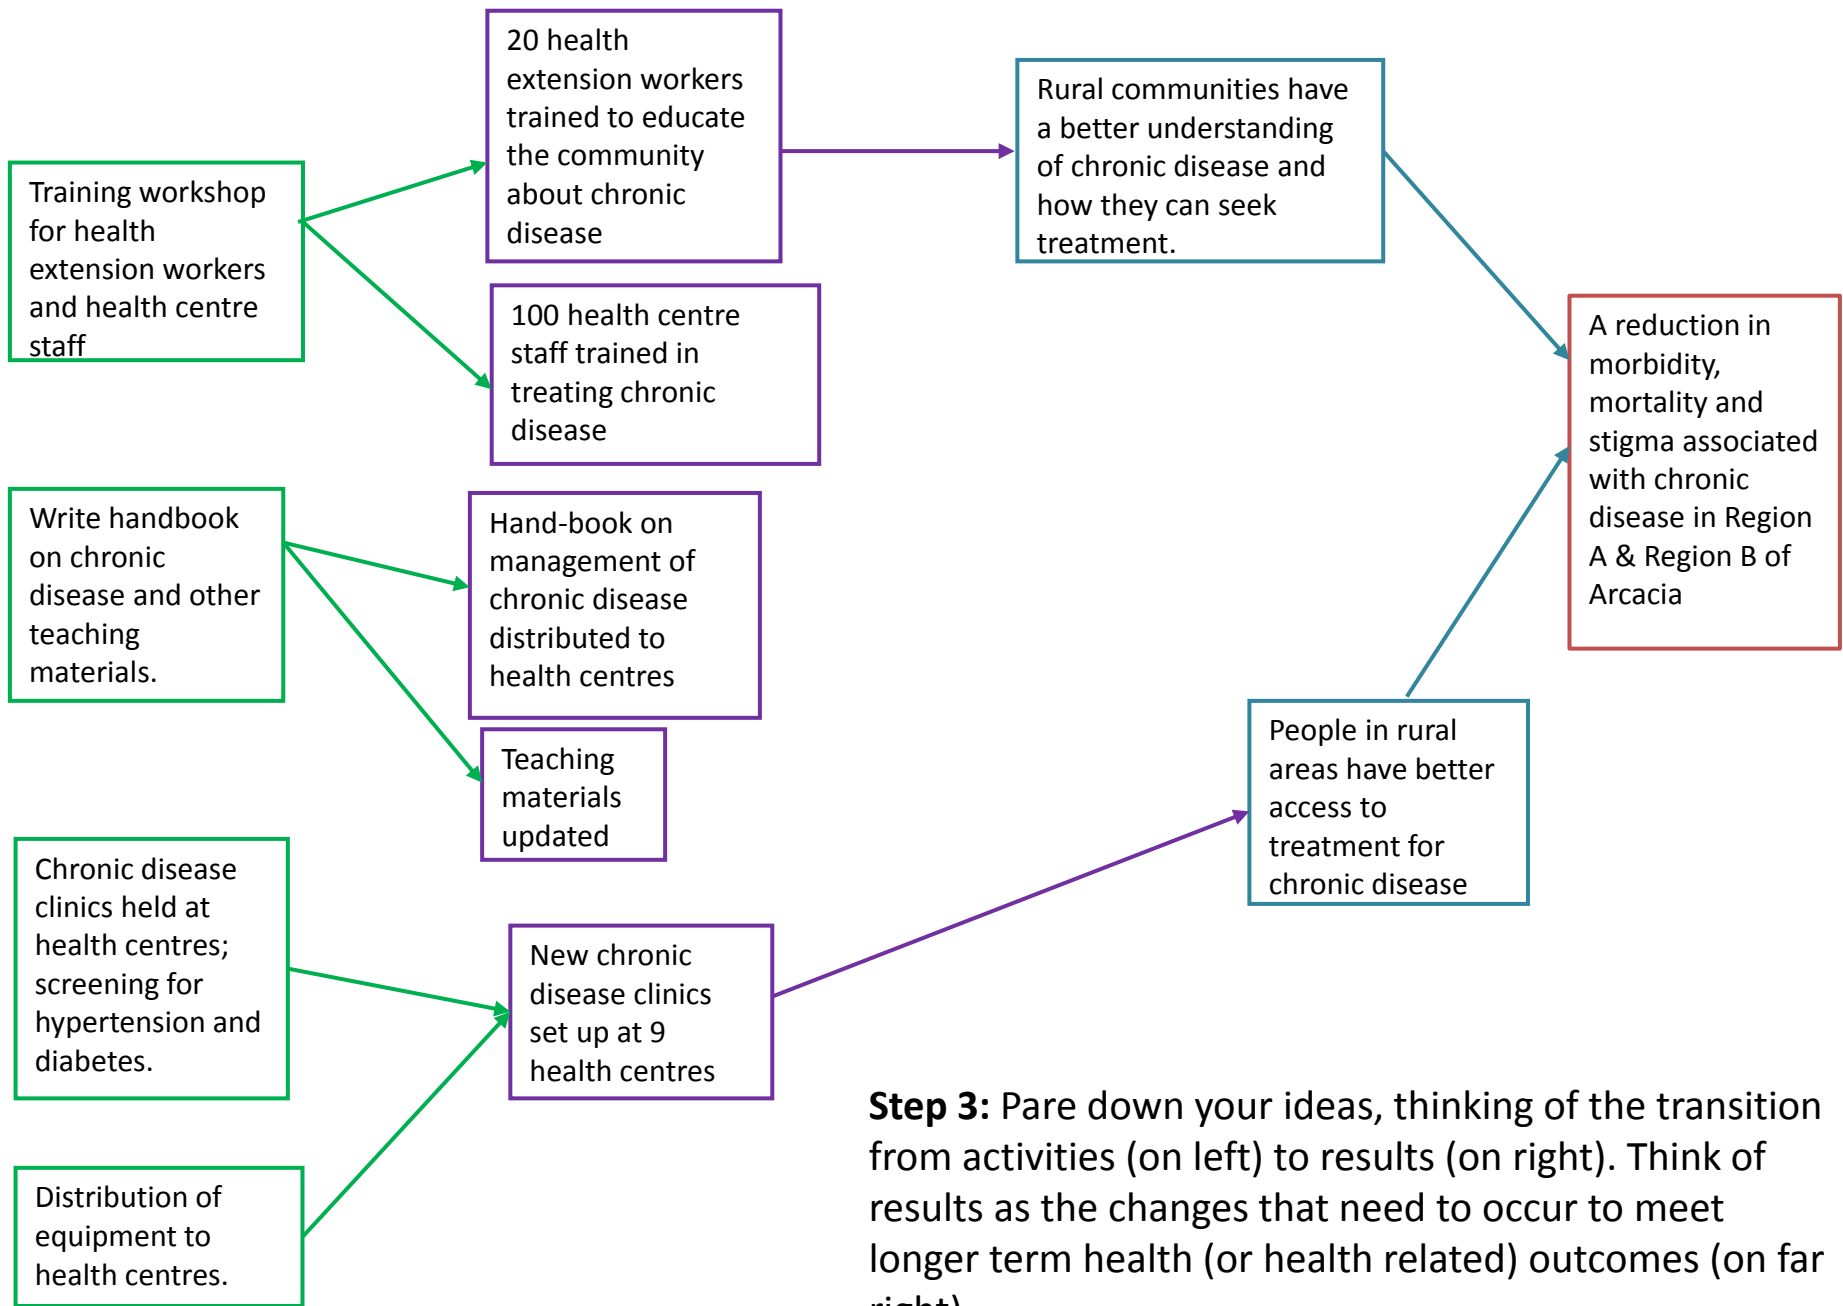 20 health
extension workers
trained to educate
the community
about chronic
disease
Rural communities have
a better understanding
of chronic disease and
how they can seek
treatment.
Training workshop
for health
extension workers
and health centre
staff
100 health centre
staff trained in
treating chronic
disease
A reduction in
morbidity,
mortality and
stigma associated
with chronic
disease in Region
A & Region B of
Arcacia
Write handbook
on chronic
disease and other
teaching
materials.
Hand-book on
management of
chronic disease
distributed to
health centres
Teaching
materials
updated
People in rural
areas have better
access to
treatment for
chronic disease
Chronic disease
clinics held at
health centres;
screening for
hypertension and
diabetes.
New chronic
disease clinics
set up at 9
health centres
Distribution of
equipment to
health centres.
Step 3: Pare down your ideas, thinking of the transition
from activities (on left) to results (on right). Think of
results as the changes that need to occur to meet
longer term health (or health related) outcomes (on far